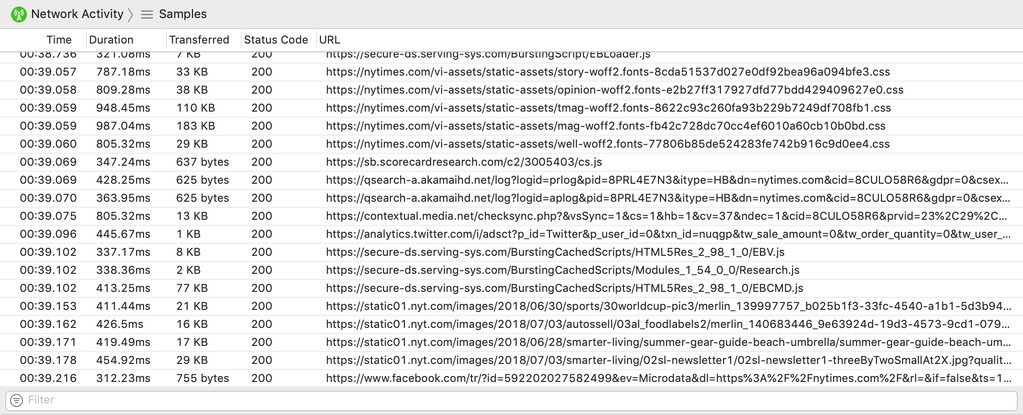 Network Activity Samples
Time Duration Transferred Status Code URL
00:38.736 321.08ms 7 KB 200 https://secure-ds.serving-sys.com/BurstingScript/EBLoader.js
00:39.057 787.18ms 33 KB 200 https://nytimes.com/vi-assets/static-assets/story-woff2.fonts-8cda51537d027e0df92bea96a094bfe3.css
00:39.058 809.28ms 38 KB 200 https://nytimes.com/vi-assets/static-assets/opinion-woff2.fonts-e2b27ff317927dfd77bdd429409627e0.css
00:39.059 948.45ms 110 KB 200 https://nytimes.com/vi-assets/static-assets/tmag-woff2.fonts-8622c93c260fa93b229b7249df708fb1.css
00:39.059 987.04ms 183 KB 200 https://nytimes.com/vi-assets/static-assets/mag-woff2.fonts-fb42c728dc70cc4ef6010a60cb10b0bd.css
00:39.060 805.32ms 29 KB 200 https://nytimes.com/vi-assets/static-assets/well-woff2.fonts-77806b85de524283fe742b916c9d0ee4.css
00:39.069 347.24ms 637 bytes 200 https://sb.scorecardresearch.com/c2/3005403/cs.js
00:39.069 428.25ms 625 bytes 200 https://qsearch-a.akamaihd.net/log?logid=prlog&pid=8PRL4E7N3&itype=HB&dn=nytimes.com&cid=8CULO58R6&gdpr=0&csex...
00:39.070 363.95ms 625 bytes 200 https://qsearch-a.akamaihd.net/log?logid=aplog&pid=8PRL4E7N3&itype=HB&dn=nytimes.com&cid=8CULO58R6&gdpr=0&csex...
00:39.075 805.32ms 13 KB 200 https://contextual.media.net/checksync.php?&vsSync=1&cs=1&hb=1&cv=37&ndec=1&cid=8CULO58R6&prvid=23%2C29%2C...
00:39.096 445.67ms 1 KB 200 https://analytics.twitter.com/i/adsct?p_id=Twitter&p_user_id=0&txn_id=nuqgp&tw_sale_amount=0&tw_order_quantity=0&tw_user_...
00:39.102 337.17ms 8 KB 200 https://secure-ds.serving-sys.com/BurstingCachedScripts/HTML5Res_2_98_1_0/EBV.js
00:39.102 338.36ms 2 KB 200 https://secure-ds.serving-sys.com/BurstingCachedScripts/Modules_1_54_0_0/Research.js
00:39.102 413.25ms 77 KB 200 https://secure-ds.serving-sys.com/BurstingCachedScripts/HTML5Res_2_98_1_0/EBCMD.js
00:39.153 411.44ms 21 KB 200 https://static01.nyt.com/images/2018/06/30/sports/30worldcup-pic3/merlin_139997757_b025b1f3-33fc-4540-a1b1-5d3b94...
00:39.162 426.5ms 16 KB 200 https://static01.nyt.com/images/2018/07/03/autossell/03al_foodlabels2/merlin_140683446_9e63924d-19d3-4573-9cd1-079...
00:39.171 419.49ms 17 KB 200 https://static01.nyt.com/images/2018/06/28/smarter-living/summer-gear-guide-beach-umbrella/summer-gear-guide-beach-um...
00:39.178 454.92ms 29 KB 200 https://static01.nyt.com/images/2018/07/03/smarter-living/02sl-newsletter1/02sl-newsletter1-threeByTwoSmallAt2X.jpg?qualit...
00:39.216 312.23ms 755 bytes 200 https://www.facebook.com/tr/?id=592202027582499&ev=Microdata&dl=https%3A%2F%2Fnytimes.com%2F&rl=&if=false&ts=1...
Filter